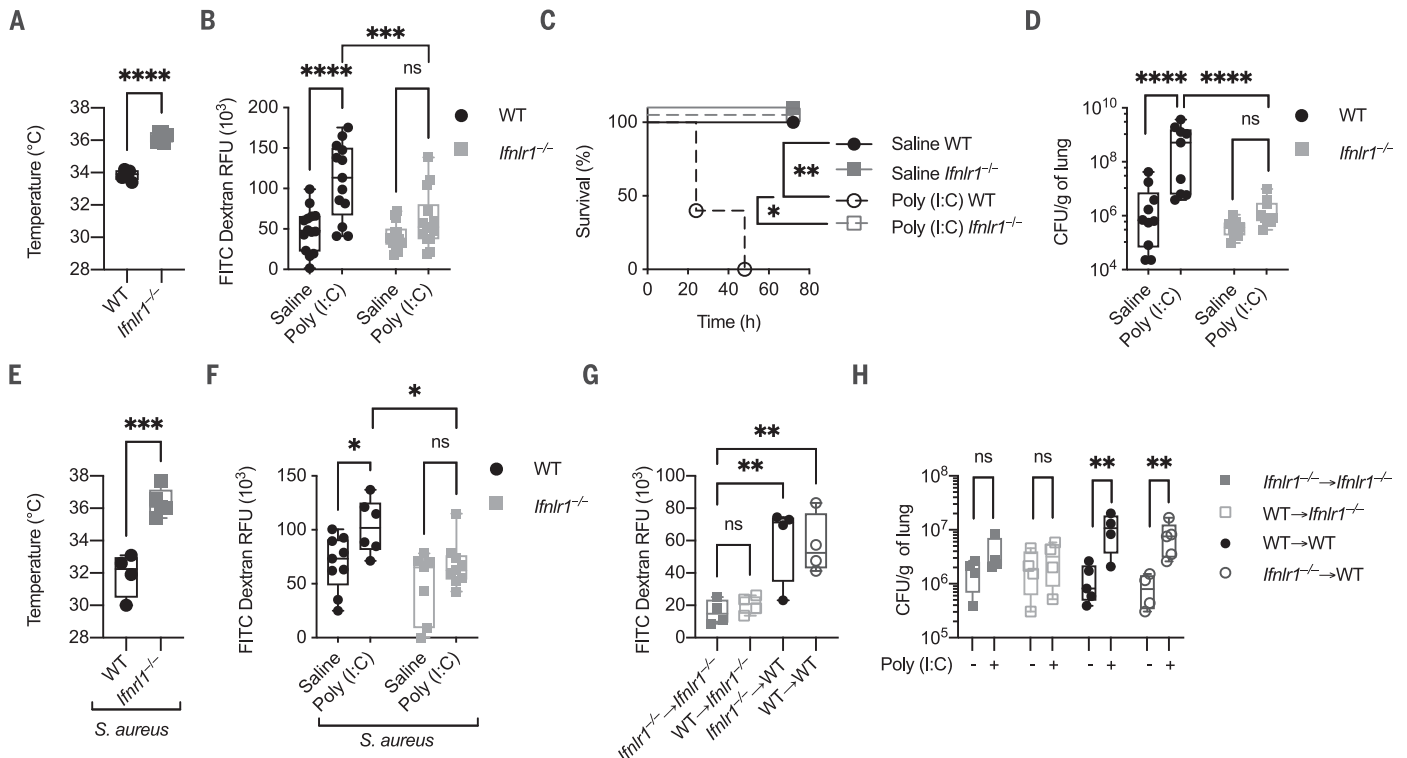 A
****
38
36
34
32
30
28
Temperature (°C)
WT
Ifnlr1⁻/⁻
B
***
****
ns
200
150
100
50
0
FITC Dextran RFU (10³)
Saline
Poly (I:C)
Saline
Poly (I:C)
WT
Ifnlr1⁻/⁻
C
100
50
0
Survival (%)
0 20 40 60 80
Time (h)
Saline WT
Saline Ifnlr1⁻/⁻
Poly (I:C) WT
Poly (I:C) Ifnlr1⁻/⁻
**
*
D
**** ****
ns
10¹⁰
10⁸
10⁶
10⁴
CFU/g of lung
Saline
Poly (I:C)
Saline
Poly (I:C)
WT
Ifnlr1⁻/⁻
E
***
38
36
34
32
30
28
Temperature (°C)
WT
Ifnlr1⁻/⁻
S. aureus
F
*
*
ns
150
100
50
0
FITC Dextran RFU (10³)
Saline
Poly (I:C)
Saline
Poly (I:C)
S. aureus
WT
Ifnlr1⁻/⁻
G
**
**
ns
100
80
60
40
20
0
FITC Dextran RFU (10³)
Ifnlr1⁻/⁻→Ifnlr1⁻/⁻
WT→Ifnlr1⁻/⁻
Ifnlr1⁻/⁻→WT
WT→WT
H
ns ns ** **
10⁸
10⁷
10⁶
10⁵
CFU/g of lung
Poly (I:C) - + - + - + - +
Ifnlr1⁻/⁻→Ifnlr1⁻/⁻
WT→Ifnlr1⁻/⁻
WT→WT
Ifnlr1⁻/⁻→WT